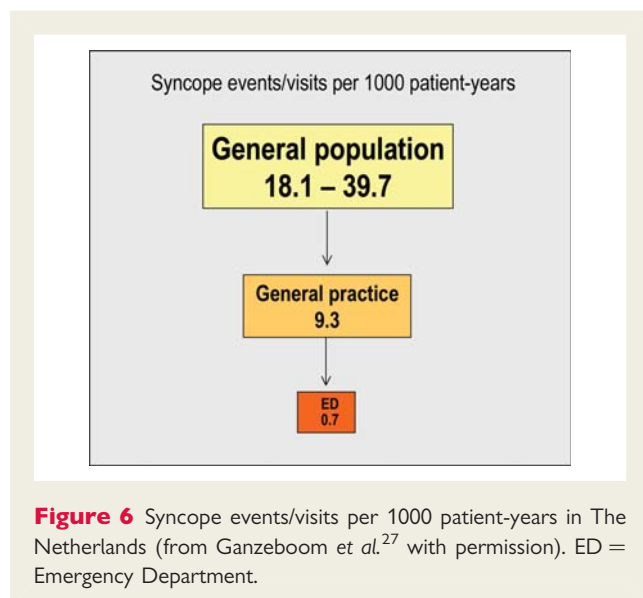 Syncope events/visits per 1000 patient-years
General population
18.1 – 39.7
General practice
9.3
ED
0.7
Figure 6 Syncope events/visits per 1000 patient-years in The
Netherlands (from Ganzeboom et al.27 with permission). ED =
Emergency Department.